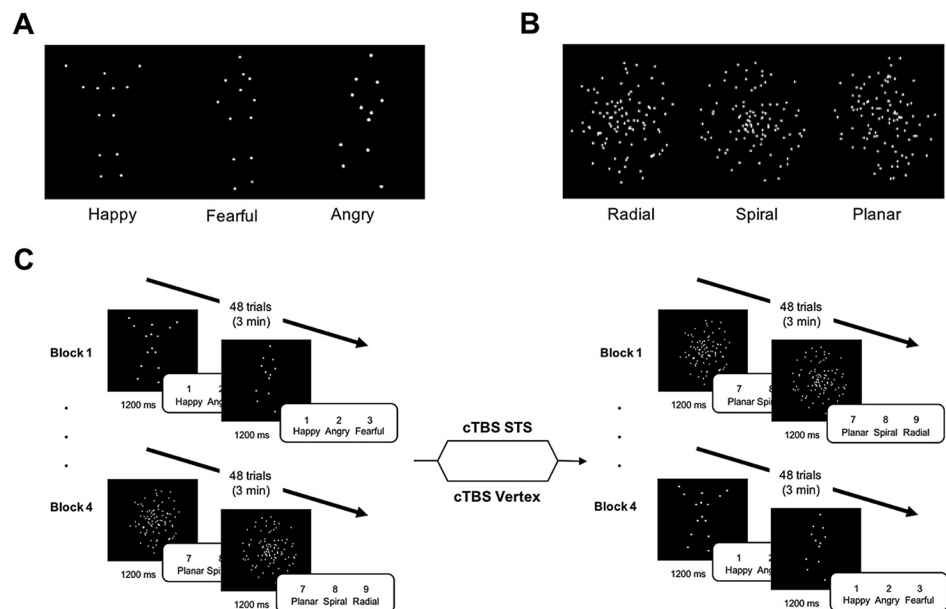 A
B
Happy Fearful Angry
Radial Spiral Planar
C
48 trials
(3 min)
Block 1
1200 ms
1
Happy
1200 ms
1 2 3
Happy Angry Fearful
.
.
.
48 trials
(3 min)
Block 4
1200 ms
7
Planar
1200 ms
7 8 9
Planar Spiral Radial
cTBS STS
cTBS Vertex
48 trials
(3 min)
Block 1
1200 ms
7
Planar
1200 ms
7 8 9
Planar Spiral Radial
.
.
.
48 trials
(3 min)
Block 4
1200 ms
1
Happy
1200 ms
1 2 3
Happy Angry Fearful